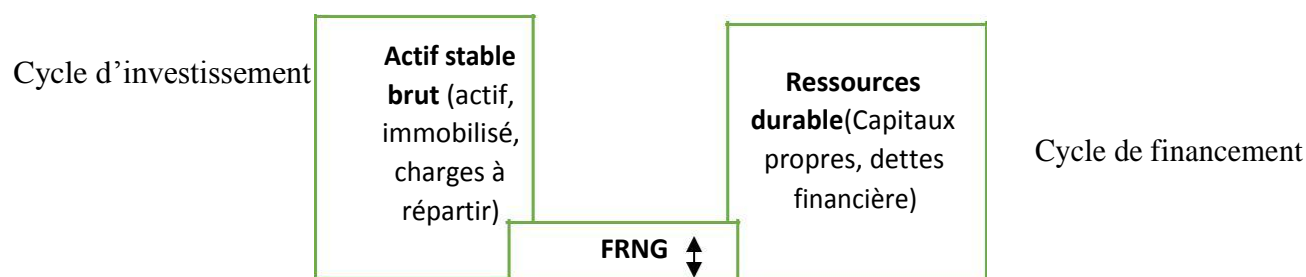 Cycle d'investissement
Actif stable
brut (actif,
immobilisé,
charges à
répartir)
FRNG
Ressources
durable(Capitaux
propres, dettes
financière)
Cycle de financement